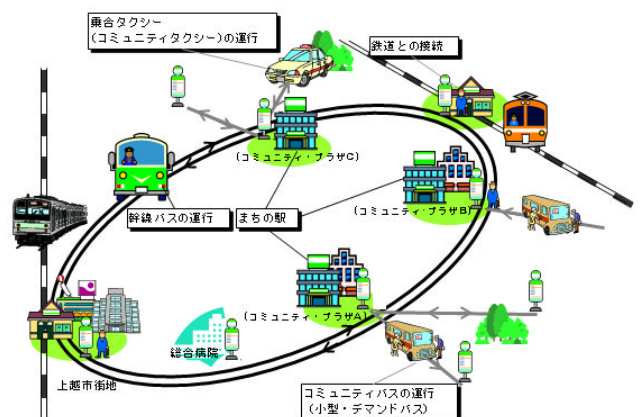 乗合タクシー
(コミュニティタクシー)の運行
鉄道との接続
(コミュニティ・プラザC)
(コミュニティ・プラザB)
幹線バスの運行
まちの駅
(コミュニティ・プラザA)
総合病院
上越市街地
コミュニティバスの運行
(小型・デマンドバス)